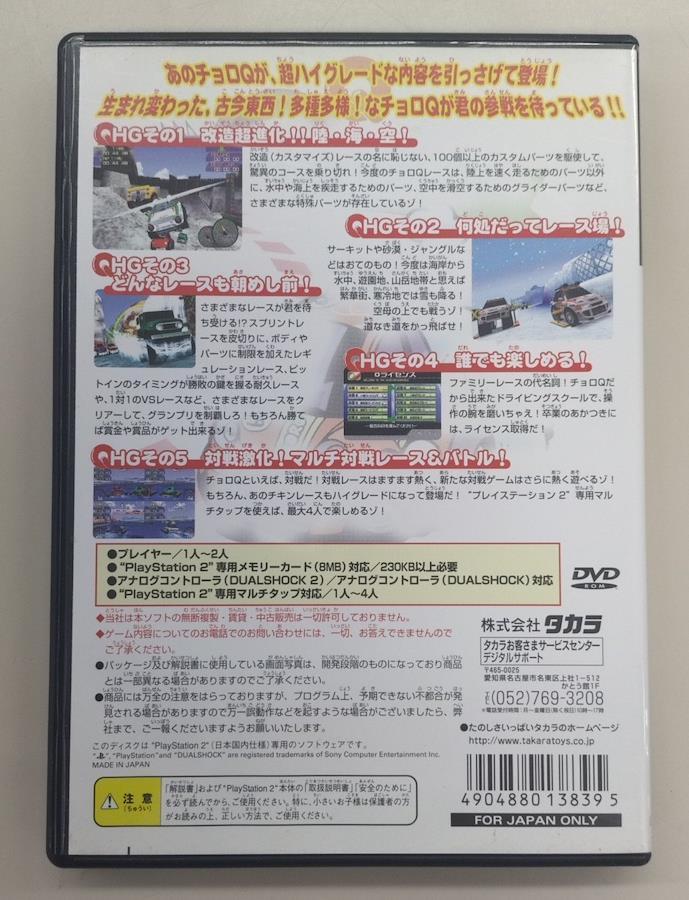 あのチョロQが、超ハイグレードな内容を引っさげて登場!
生まれ変わった、古今東西!多種多様!なチョロQが君の参戦を待っている!!
HGその1 改造超進化!!陸・海・空!
改造(カスタマイズ)レースの名に恥じない、100個以上のカスタムパーツを駆使して、
驚異のコースを乗り切れ!今度のチョロQレースは、陸上を速く走るためのパーツ以外
に、水中や海上を疾走するためのパーツ、空中を滑空するためのグライダーパーツなど、
さまざまな特殊パーツが存在しているゾ!
HGその2 何処だってレース場!
サーキットや砂漠・ジャングルな
どはおてのもの!今度は海岸から
水中、遊園地、山岳地帯と思えば
繁華街、寒冷地では雪も降る!
空母の上でも戦うゾ!
道なき道をかっ飛ばせ!
HGその3
どんなレースも朝めし前!
さまざまなレースが君を待
ち受ける!?スプリントレ
ースを皮切りに、ボディや
パーツに制限を加えたレギ
ュレーションレース、ピッ
トインのタイミングが勝敗の鍵を握る耐久レース
や、1対1のVSレースなど、さまざまなレースをク
リアーして、グランプリを制覇しろ!もちろん勝て
ば賞金や賞品がゲット出来るゾ!
HGその4 誰でも楽しめる!
ファミリーレースの代名詞!チョロQだ
から出来たドライビングスクールで、操
作の腕を磨いちゃえ!卒業のあかつきに
は、ライセンス取得だ!
HGその5 対戦激化!マルチ対戦レース&バトル!
チョロQといえば、対戦だ!対戦レースはますます熱く、新たな対戦ゲームはさらに熱く遊べるゾ!
もちろん、あのチキンレースもハイグレードになって登場だ! “プレイステーション 2” 専用マル
チタップを使えば、最大4人で楽しめるゾ!
●プレイヤー/1人〜2人
●“PlayStation 2”専用メモリーカード(8MB)対応/230KB以上必要
●アナログコントローラ(DUALSHOCK 2)/アナログコントローラ(DUALSHOCK)対応
●“PlayStation 2”専用マルチタップ対応/1人〜4人
◆当社は本ソフトの無断複製・賃貸・中古販売は一切許可しておりません。
◆ゲーム内容についてのお電話でのお問い合わせには、一切、お答えできませんので
ご了承ください。
●パッケージ及び解説書に使用している画面写真は、開発段階のものになっており商品
とは一部異なる場合がありますのでご了承ください。
●商品には万全の注意をはらっておりますが、プログラム上、予期できない不都合が発
見される場合がありますので万一誤動作などを起すような場合がございましたら、弊
社まで、ご一報くださいますようお願いいたします。
このディスクは “PlayStation 2” (日本国内仕様)専用のソフトウェアです。
“PlayStation” and “DUALSHOCK” are registered trademarks of Sony Computer Entertainment Inc.
MADE IN JAPAN
注意
(ちゅうい)
「解説書」および“PlayStation 2”本体の「取扱説明書」「安全のために」
を必ず読んでから、ご使用ください。特に、小さいお子様は保護者の方
がお読みの上、正しい方法で、ご使用ください。
DVD
ROM
株式会社 タカラ
タカラお客さまサービスセンター
デジタルサポート
〒465-0025
愛知県名古屋市名東区上社1-512
かとう館1F
☎(052)769-3208
●たのしさいっぱいタカラのホームページ
http://www.takaratoys.co.jp
4904880138395
FOR JAPAN ONLY